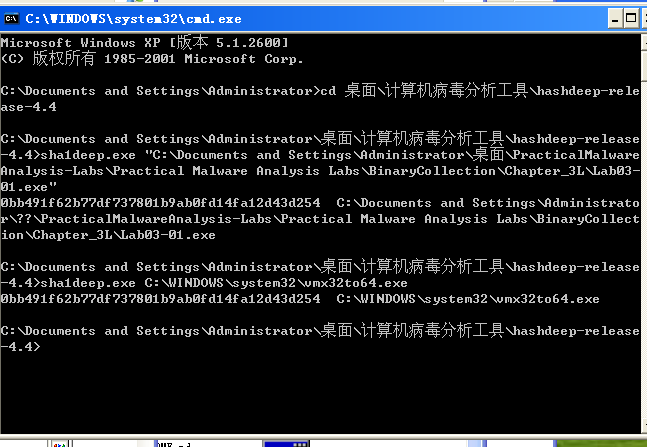 C:\WINDOWS\system32\cmd.exe
Microsoft Windows XP [版本 5.1.2600]
(C) 版权所有 1985-2001 Microsoft Corp.
C:\Documents and Settings\Administrator>cd 桌面\计算机病毒分析工具\hashdeep-rele
ase-4.4
C:\Documents and Settings\Administrator\桌面\计算机病毒分析工具\hashdeep-release
-4.4>sha1deep.exe "C:\Documents and Settings\Administrator\桌面\PracticalMalware
Analysis-Labs\Practical Malware Analysis Labs\BinaryCollection\Chapter_3L\Lab03-
01.exe"
0bb491f62b77df737801b9ab0fd14fa12d43d254  C:\Documents and Settings\Administrato
r\??\PracticalMalwareAnalysis-Labs\Practical Malware Analysis Labs\BinaryCollect
ion\Chapter_3L\Lab03-01.exe
C:\Documents and Settings\Administrator\桌面\计算机病毒分析工具\hashdeep-release
-4.4>sha1deep.exe C:\WINDOWS\system32\vmx32to64.exe
0bb491f62b77df737801b9ab0fd14fa12d43d254  C:\WINDOWS\system32\vmx32to64.exe
C:\Documents and Settings\Administrator\桌面\计算机病毒分析工具\hashdeep-release
-4.4>